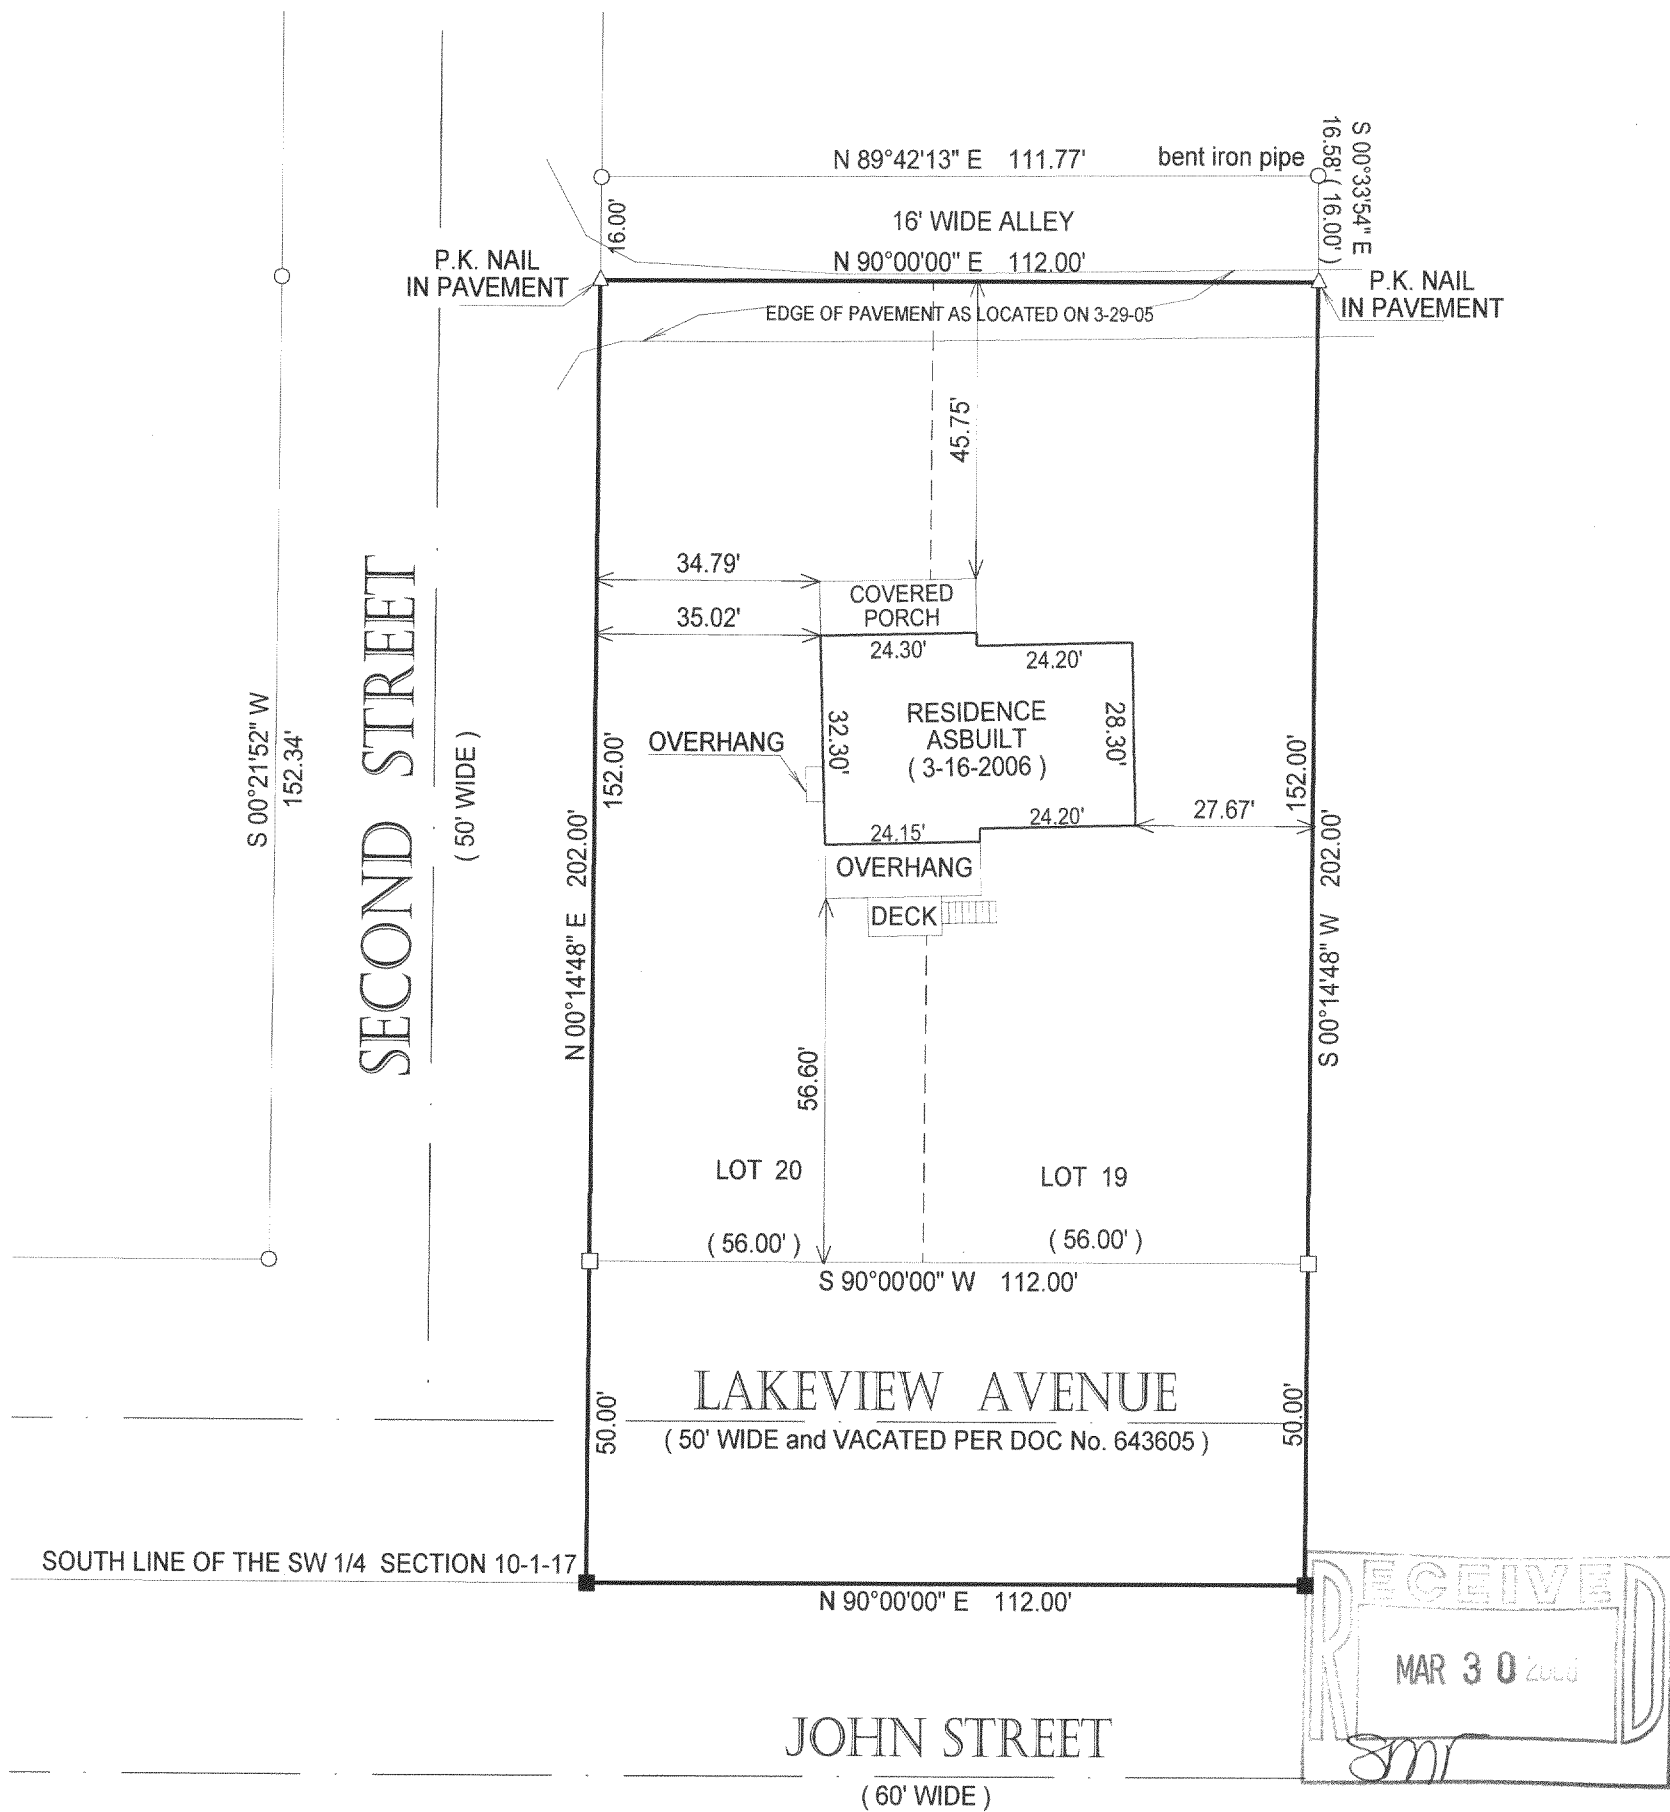 N 89°42'13" E 111.77'
bent iron pipe
S 00°33'54" E
16.58' ( 16.00' )
16.00'
16' WIDE ALLEY
N 90°00'00" E 112.00'
P.K. NAIL
IN PAVEMENT
P.K. NAIL
IN PAVEMENT
EDGE OF PAVEMENT AS LOCATED ON 3-29-05
45.75'
34.79'
COVERED
PORCH
35.02'
24.30'
24.20'
RESIDENCE
ASBUILT
( 3-16-2006 )
32.30'
28.30'
OVERHANG
S 00°21'52" W
152.34'
SECOND STREET
( 50' WIDE )
152.00'
N 00°14'48" E 202.00'
152.00'
S 00°14'48" W 202.00'
27.67'
24.15'
24.20'
OVERHANG
DECK
56.60'
LOT 20
LOT 19
( 56.00' )
( 56.00' )
S 90°00'00" W 112.00'
LAKEVIEW AVENUE
( 50' WIDE and VACATED PER DOC No. 643605 )
50.00'
50.00'
SOUTH LINE OF THE SW 1/4 SECTION 10-1-17
N 90°00'00" E 112.00'
RECEIVED
MAR 30
JOHN STREET
( 60' WIDE )